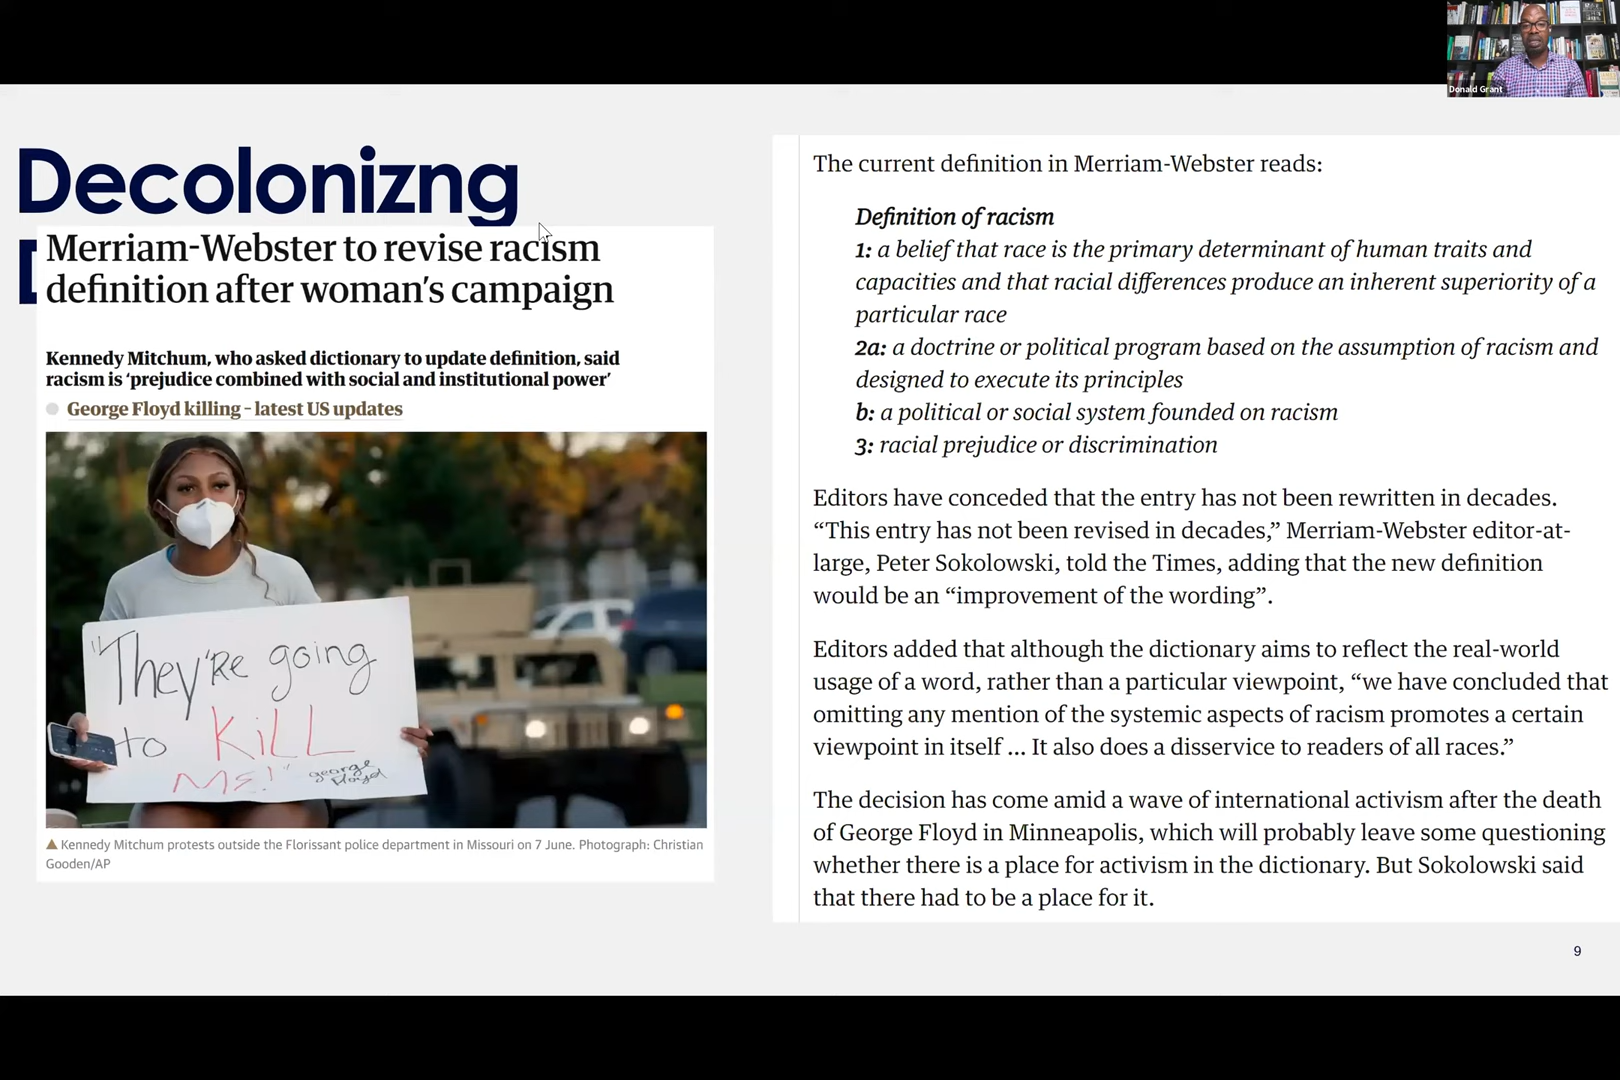 Donald Grant
Decolonizng
Merriam-Webster to revise racism
definition after woman’s campaign
Kennedy Mitchum, who asked dictionary to update definition, said
racism is ‘prejudice combined with social and institutional power’
George Floyd killing – latest US updates
"They're going
to KiLL
ME!" george
floyd
Kennedy Mitchum protests outside the Florissant police department in Missouri on 7 June. Photograph: Christian
Gooden/AP
The current definition in Merriam-Webster reads:
Definition of racism
1: a belief that race is the primary determinant of human traits and
capacities and that racial differences produce an inherent superiority of a
particular race
2a: a doctrine or political program based on the assumption of racism and
designed to execute its principles
b: a political or social system founded on racism
3: racial prejudice or discrimination
Editors have conceded that the entry has not been rewritten in decades.
“This entry has not been revised in decades,” Merriam-Webster editor-at-
large, Peter Sokolowski, told the Times, adding that the new definition
would be an “improvement of the wording”.
Editors added that although the dictionary aims to reflect the real-world
usage of a word, rather than a particular viewpoint, “we have concluded that
omitting any mention of the systemic aspects of racism promotes a certain
viewpoint in itself ... It also does a disservice to readers of all races.”
The decision has come amid a wave of international activism after the death
of George Floyd in Minneapolis, which will probably leave some questioning
whether there is a place for activism in the dictionary. But Sokolowski said
that there had to be a place for it.
9